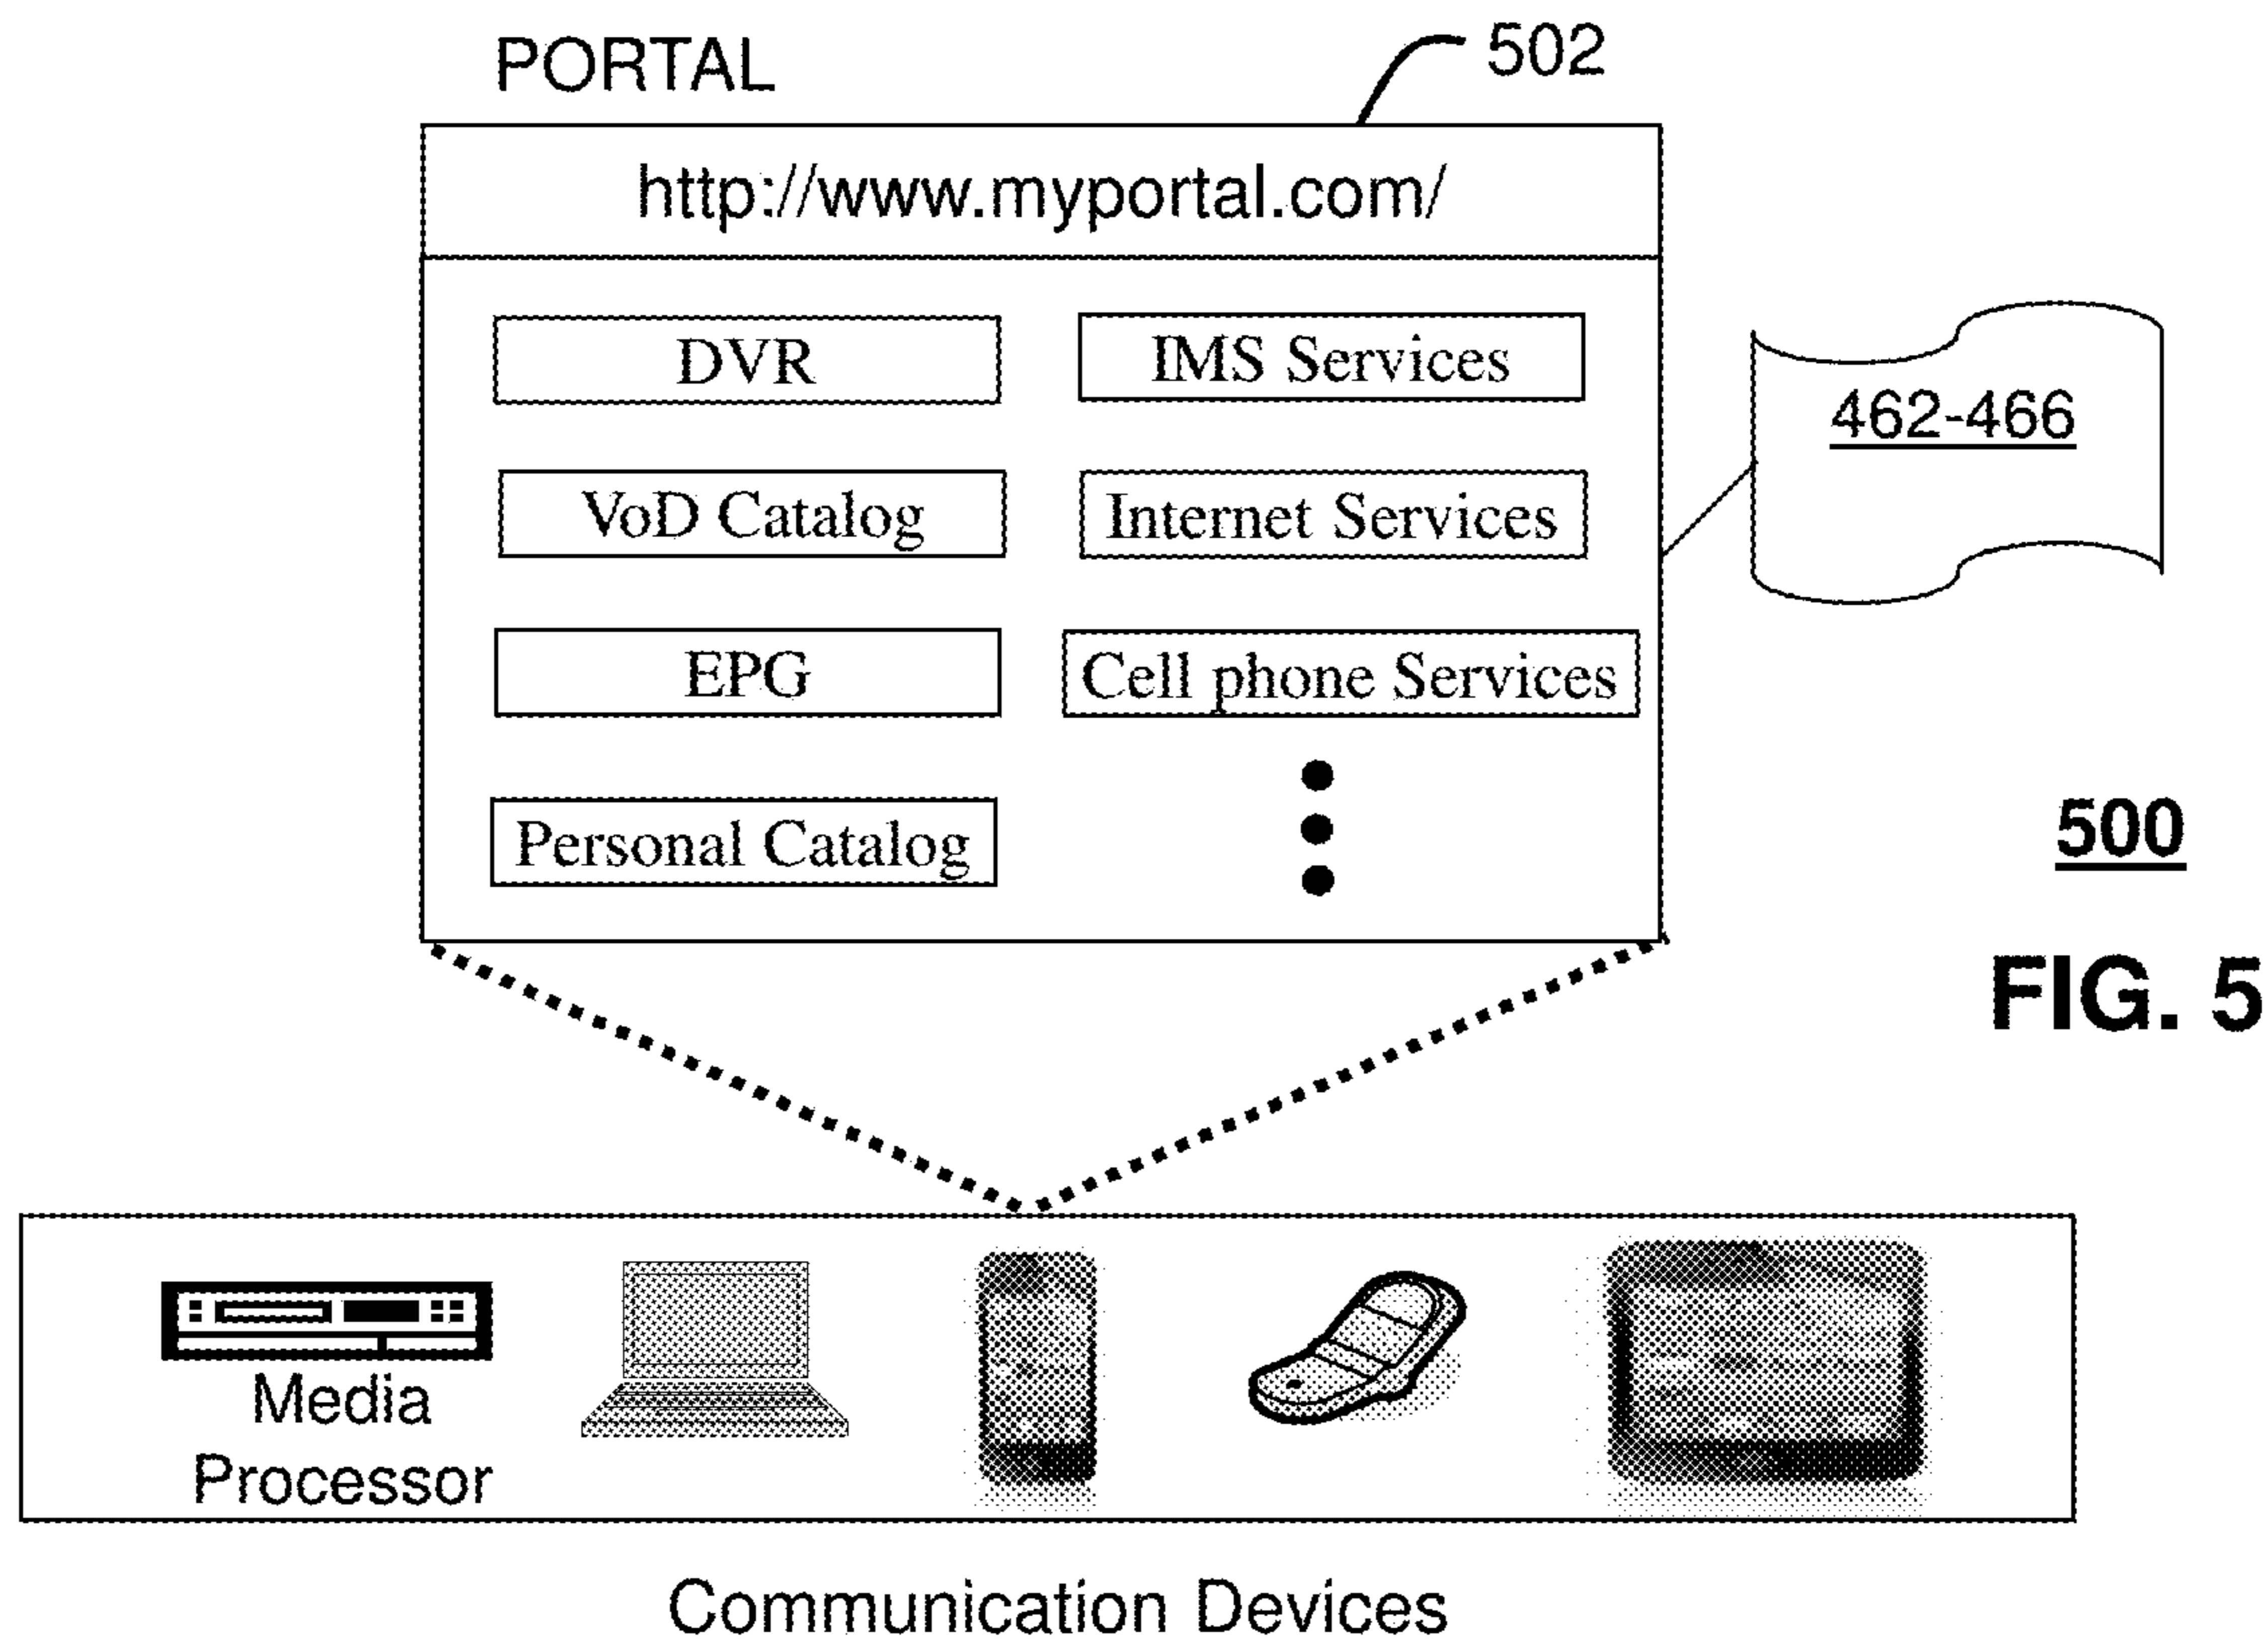 PORTAL
502
http://www.myportal.com/
DVR
IMS Services
462-466
VoD Catalog
Internet Services
EPG
Cell phone Services
Personal Catalog
500
FIG. 5
Media
Processor
Communication Devices